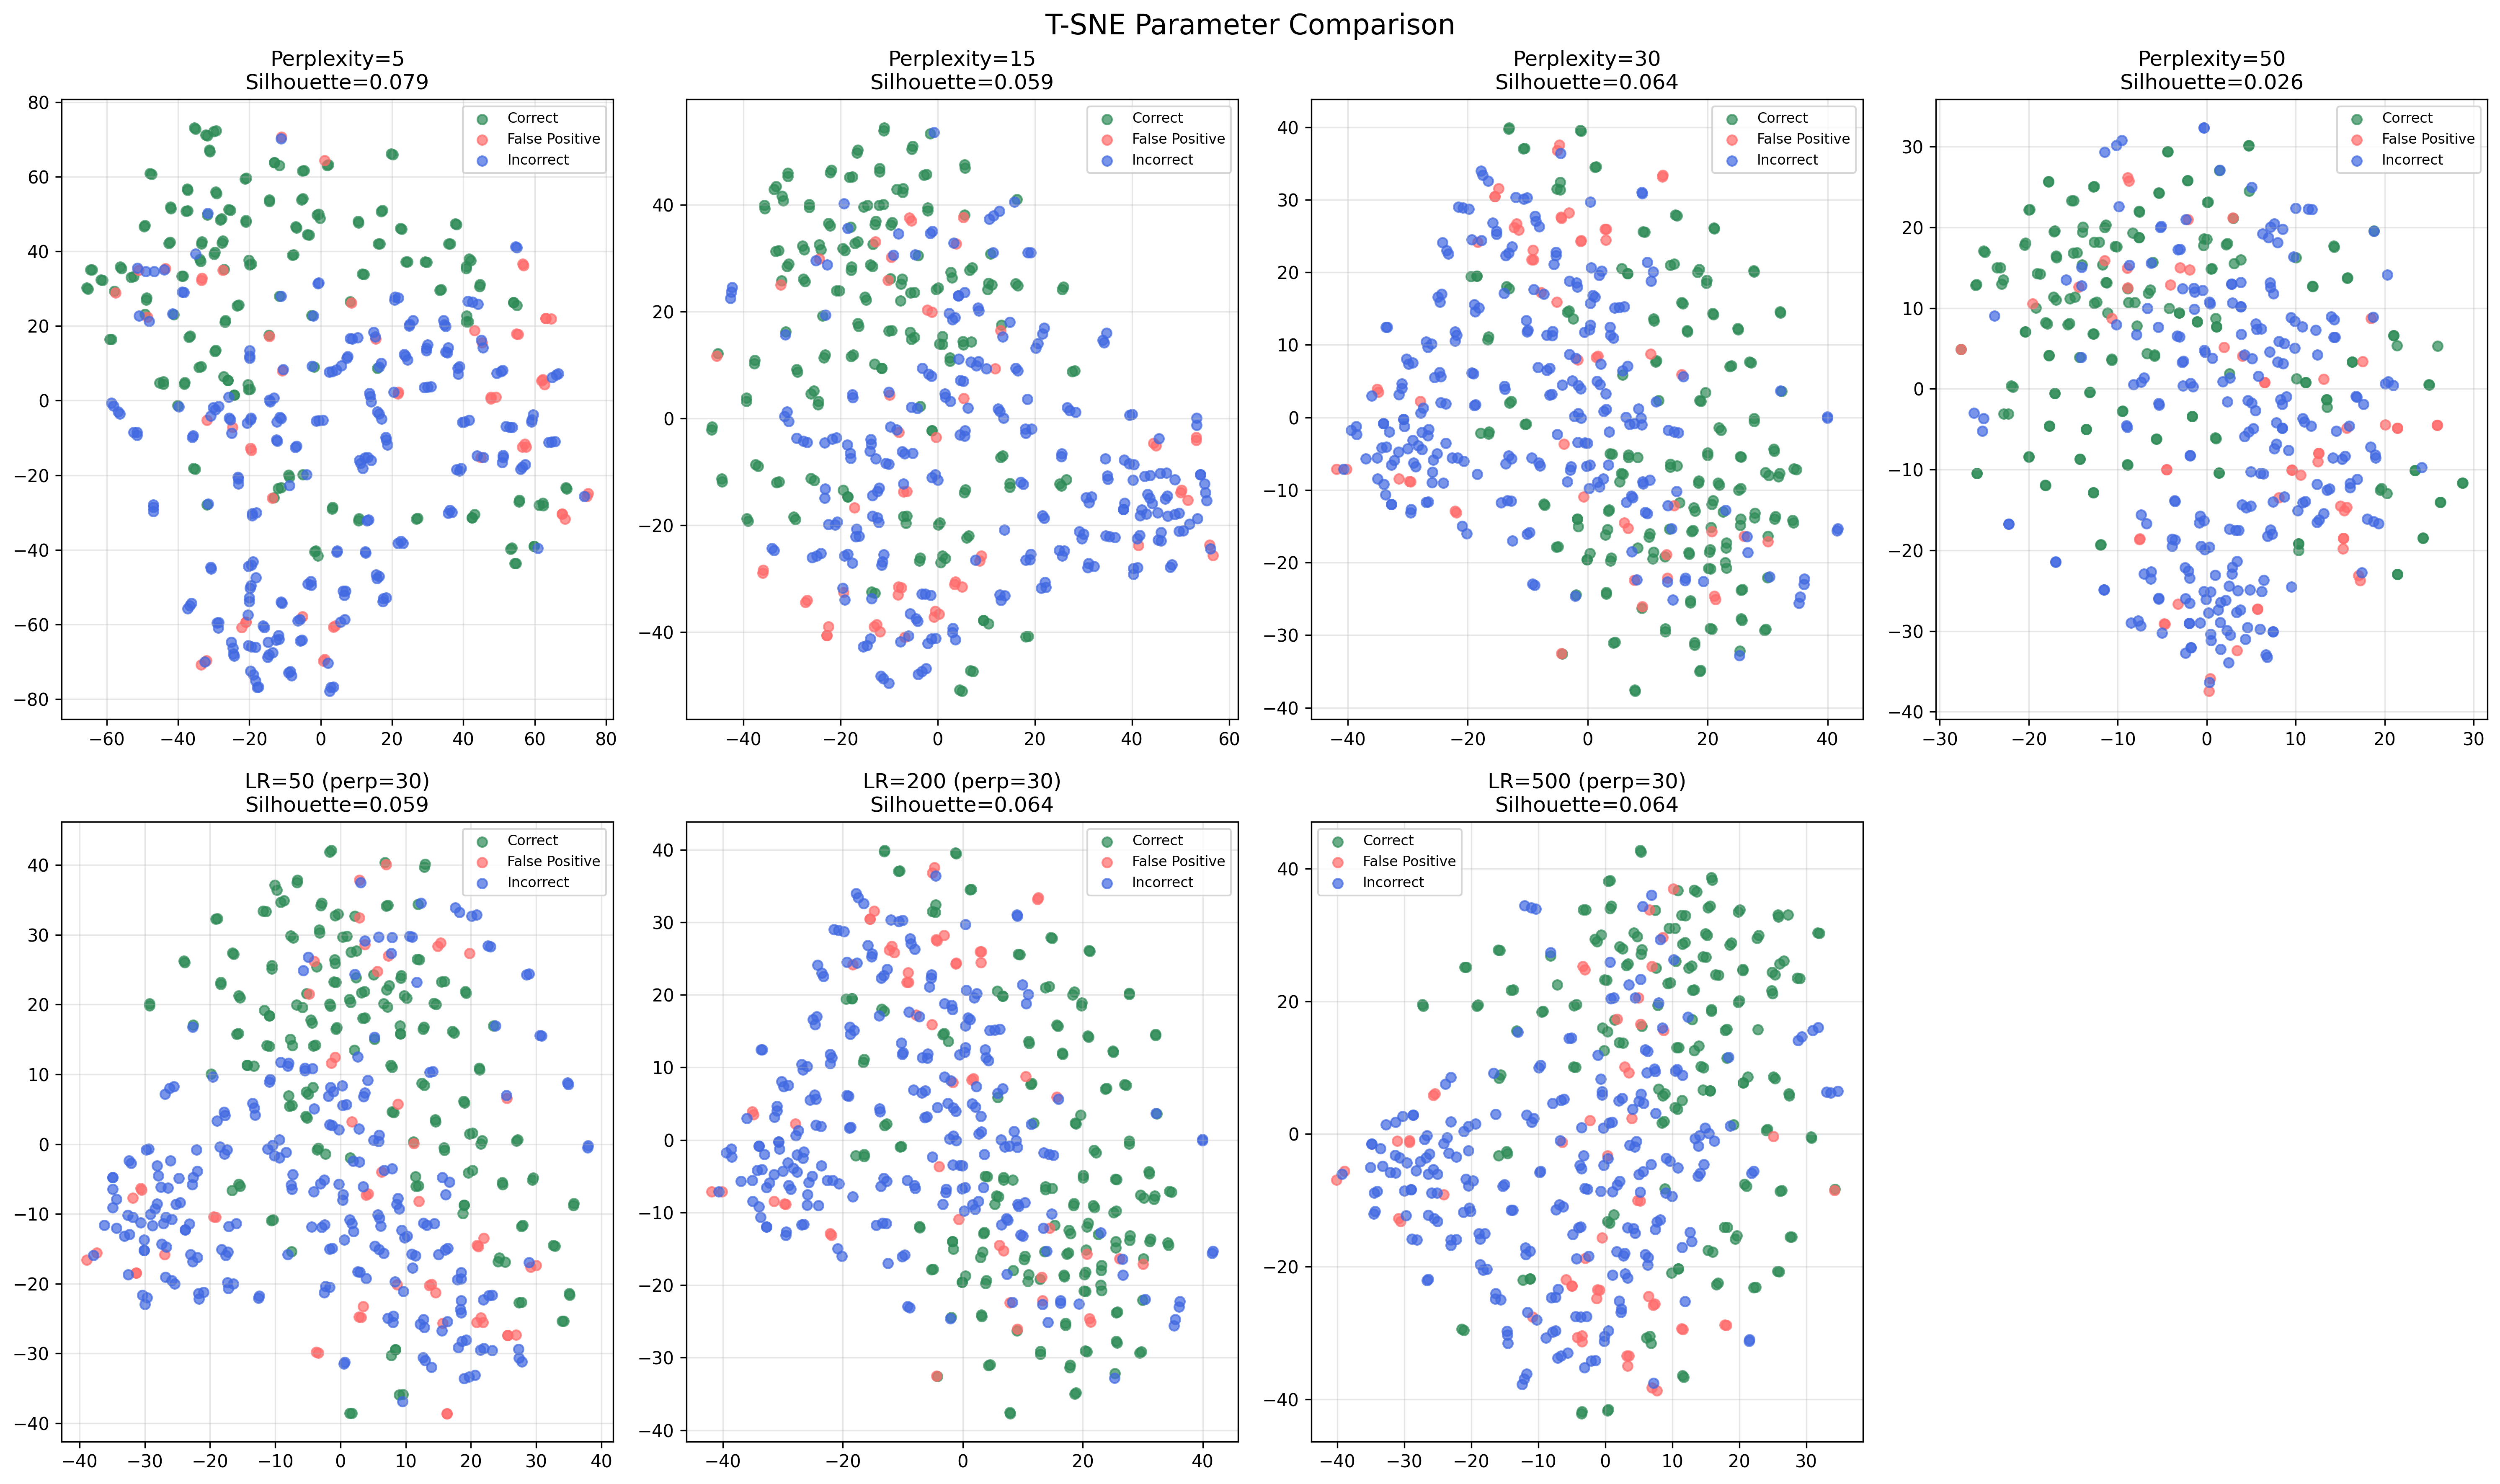 T-SNE Parameter Comparison
Perplexity=5
Silhouette=0.079
Correct
False Positive
Incorrect
80
60
40
20
0
−20
−40
−60
−80
−60
−40
−20
0
20
40
60
80
Perplexity=15
Silhouette=0.059
Correct
False Positive
Incorrect
40
20
0
−20
−40
−40
−20
0
20
40
60
Perplexity=30
Silhouette=0.064
Correct
False Positive
Incorrect
40
30
20
10
0
−10
−20
−30
−40
−40
−20
0
20
40
Perplexity=50
Silhouette=0.026
Correct
False Positive
Incorrect
30
20
10
0
−10
−20
−30
−40
−30
−20
−10
0
10
20
30
LR=50 (perp=30)
Silhouette=0.059
Correct
False Positive
Incorrect
40
30
20
10
0
−10
−20
−30
−40
−40
−30
−20
−10
0
10
20
30
40
LR=200 (perp=30)
Silhouette=0.064
Correct
False Positive
Incorrect
40
30
20
10
0
−10
−20
−30
−40
−40
−20
0
20
40
LR=500 (perp=30)
Silhouette=0.064
Correct
False Positive
Incorrect
40
20
0
−20
−40
−40
−30
−20
−10
0
10
20
30